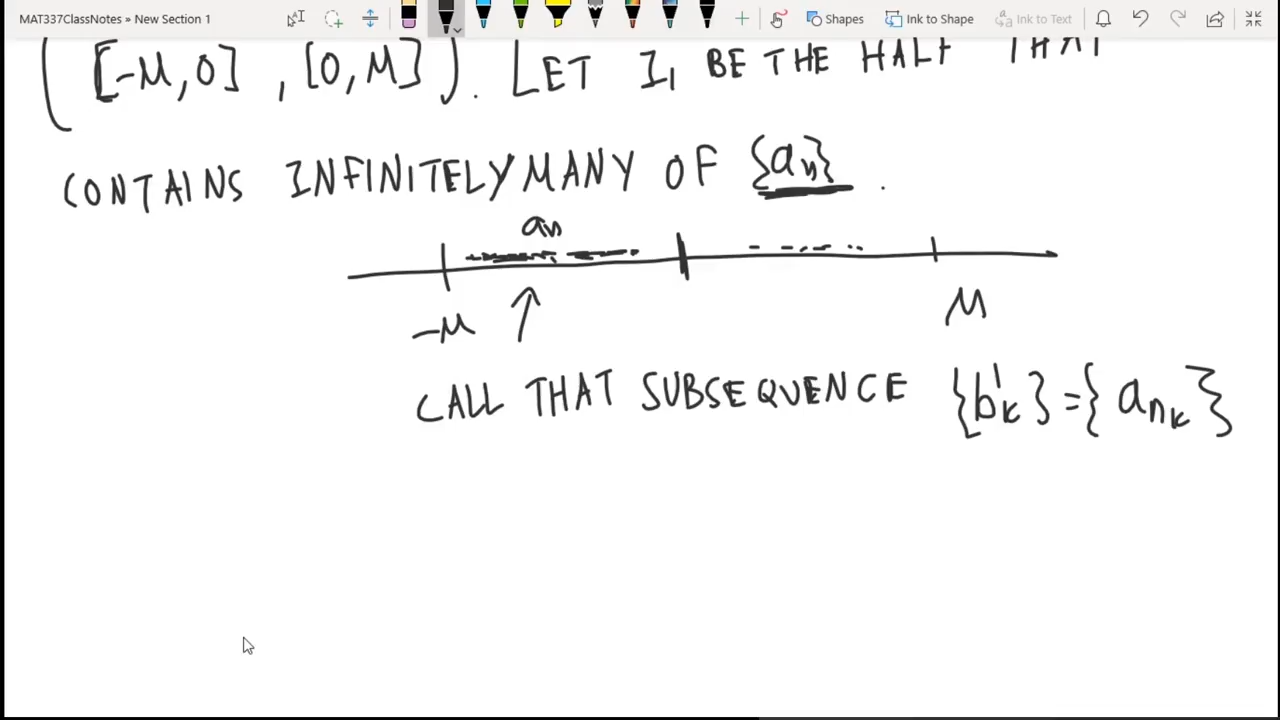 MAT337ClassNotes » New Section 1
Shapes
Ink to Shape
Ink to Text
( [-M,0] , [0,M] ). LET I₁ BE THE HALF THAT
CONTAINS INFINITELY MANY OF {aₙ} .
aₙ
-M
M
CALL THAT SUBSEQUENCE {b¹ₖ} = {aₙₖ}